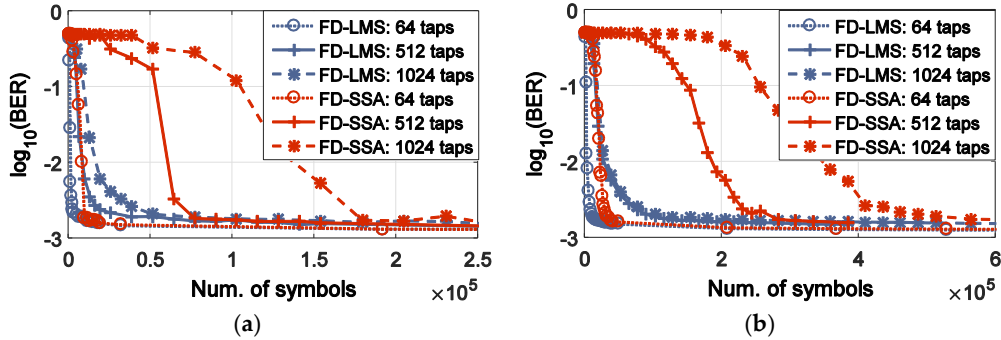 (a)
log10(BER)
0
-1
-2
-3
0 0.5 1 1.5 2 2.5
Num. of symbols
×10^5
FD-LMS: 64 taps
FD-LMS: 512 taps
FD-LMS: 1024 taps
FD-SSA: 64 taps
FD-SSA: 512 taps
FD-SSA: 1024 taps
(b)
log10(BER)
0
-1
-2
-3
0 2 4 6
Num. of symbols
×10^5
FD-LMS: 64 taps
FD-LMS: 512 taps
FD-LMS: 1024 taps
FD-SSA: 64 taps
FD-SSA: 512 taps
FD-SSA: 1024 taps